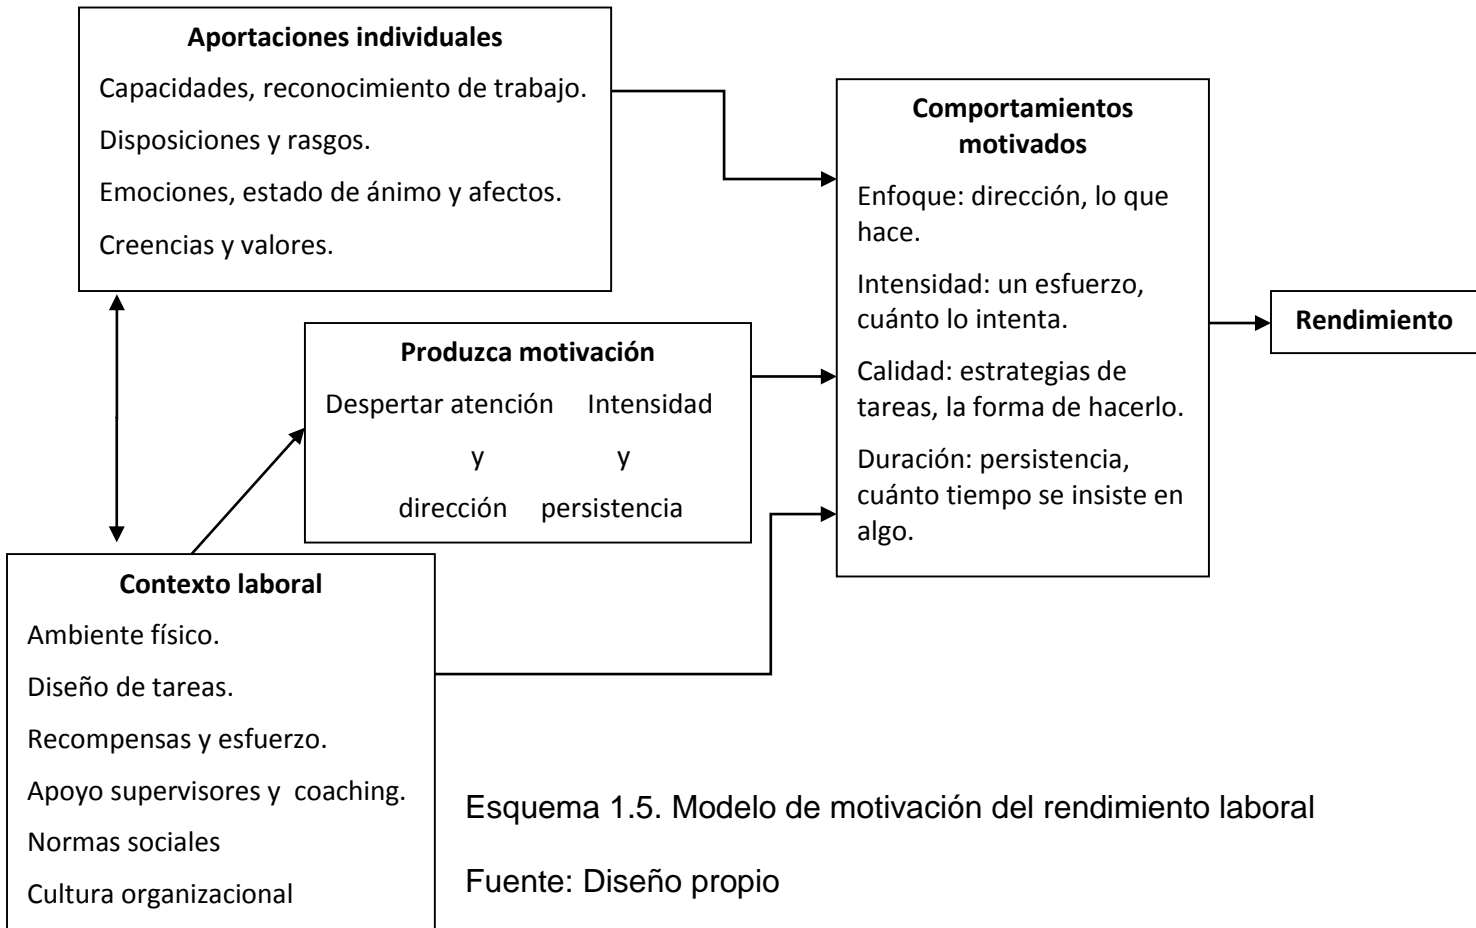 Aportaciones individuales
Capacidades, reconocimiento de trabajo.
Disposiciones y rasgos.
Emociones, estado de ánimo y afectos.
Creencias y valores.
Comportamientos
motivados
Enfoque: dirección, lo que
hace.
Intensidad: un esfuerzo,
cuánto lo intenta.
Calidad: estrategias de
tareas, la forma de hacerlo.
Duración: persistencia,
cuánto tiempo se insiste en
algo.
Rendimiento
Produzca motivación
Despertar atención Intensidad
y y
dirección persistencia
Contexto laboral
Ambiente físico.
Diseño de tareas.
Recompensas y esfuerzo.
Apoyo supervisores y coaching.
Normas sociales
Cultura organizacional
Esquema 1.5. Modelo de motivación del rendimiento laboral
Fuente: Diseño propio